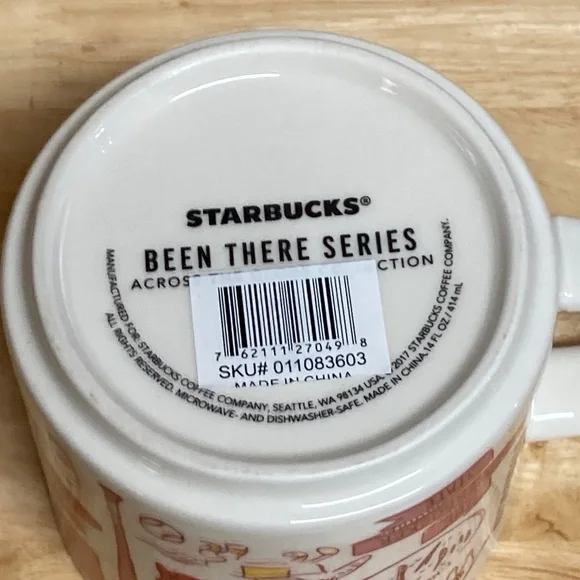 STARBUCKS®
BEEN THERE SERIES
ACROSS CTION
7 62111 27049 8
SKU# 011083603
MADE IN CHINA
MANUFACTURED FOR: STARBUCKS COFFEE COMPANY, SEATTLE, WA 98134 USA. 2017 STARBUCKS COFFEE COMPANY.
ALL RIGHTS RESERVED. MICROWAVE- AND DISHWASHER-SAFE. MADE IN CHINA. 14 FL OZ / 414 mL